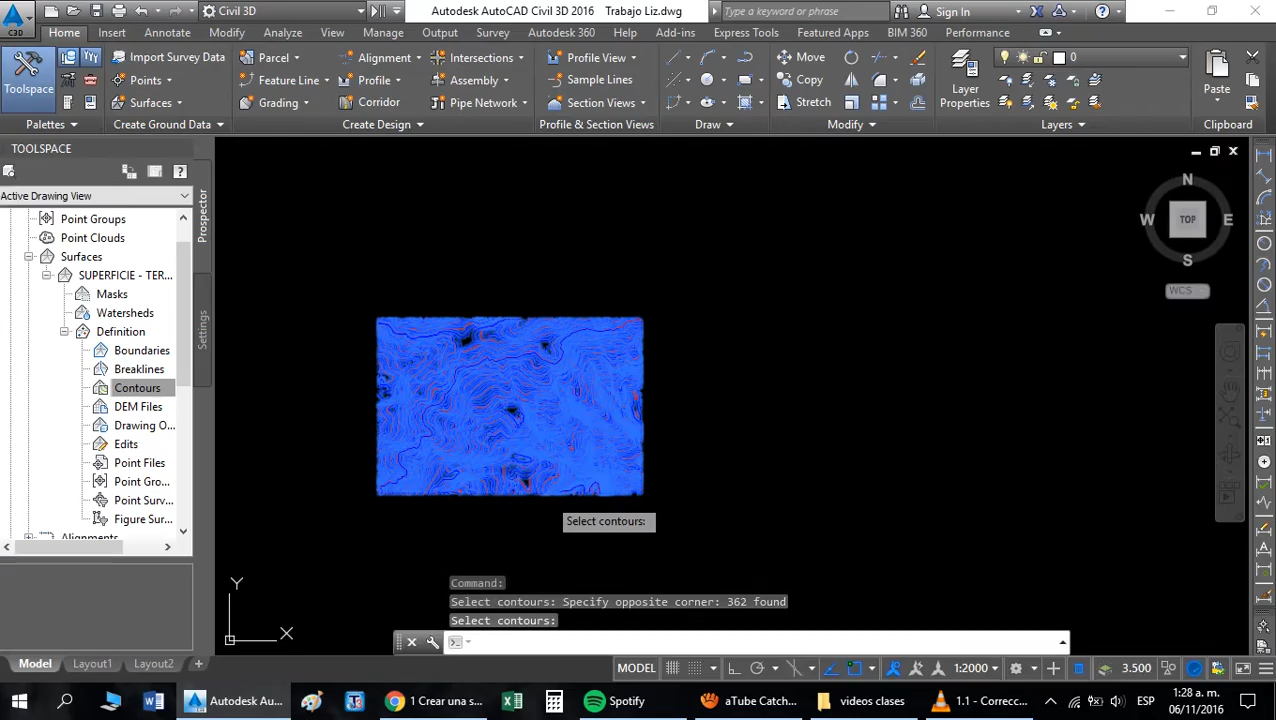 Civil 3D
Autodesk AutoCAD Civil 3D 2016 Trabajo Liz.dwg
Type a keyword or phrase
Sign In
C3D
Home Insert Annotate Modify Analyze View Manage Output Survey Autodesk 360 Help Add-ins Express Tools Featured Apps BIM 360 Performance
Toolspace
Import Survey Data
Points
Surfaces
Parcel
Feature Line
Grading
Alignment
Profile
Corridor
Intersections
Assembly
Pipe Network
Profile View
Sample Lines
Section Views
Move
Copy
Stretch
Layer
Properties
0
Paste
Palettes Create Ground Data Create Design Profile & Section Views Draw Modify Layers Clipboard
TOOLSPACE
Active Drawing View
Prospector
Settings
Point Groups
Point Clouds
Surfaces
SUPERFICIE - TER...
Masks
Watersheds
Definition
Boundaries
Breaklines
Contours
DEM Files
Drawing O...
Edits
Point Files
Point Gro...
Point Surv...
Figure Sur...
Alignments
N
W TOP E
S
WCS
Select contours:
Y
X
Command:
Select contours: Specify opposite corner: 362 found
Select contours:
Model Layout1 Layout2 +
MODEL
1:2000
3.500
Autodesk Au...
1 Crear una s...
Spotify
aTube Catch...
videos clases
1.1 - Correcc...
ESP
1:28 a. m.
06/11/2016